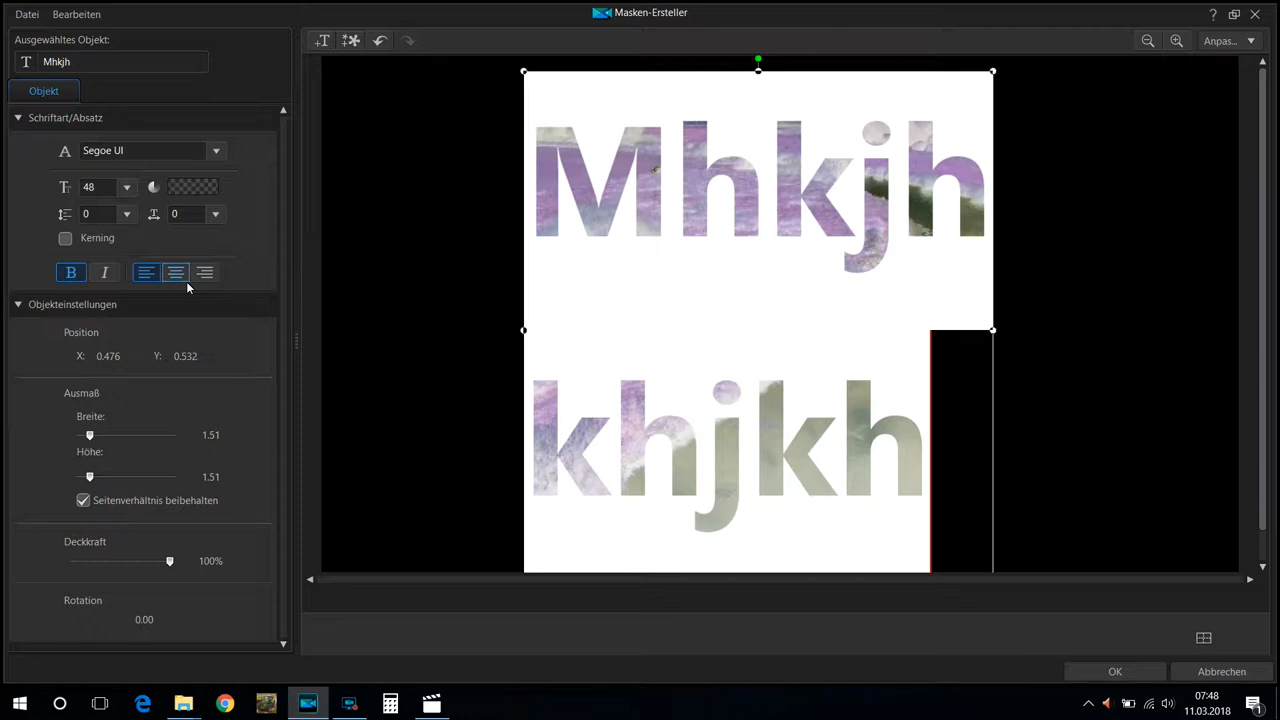 Datei Bearbeiten
Masken-Ersteller
?
Ausgewähltes Objekt:
T Mhkjh
Anpas...
Objekt
Schriftart/Absatz
A Segoe UI
48
0 0
Kerning
B I
Objekteinstellungen
Position
X: 0.476 Y: 0.532
Ausmaß
Breite:
1.51
Höhe:
1.51
Seitenverhältnis beibehalten
Deckkraft
100%
Rotation
0.00
Mhkjh
khjkh
OK Abbrechen
07:48
11.03.2018
1